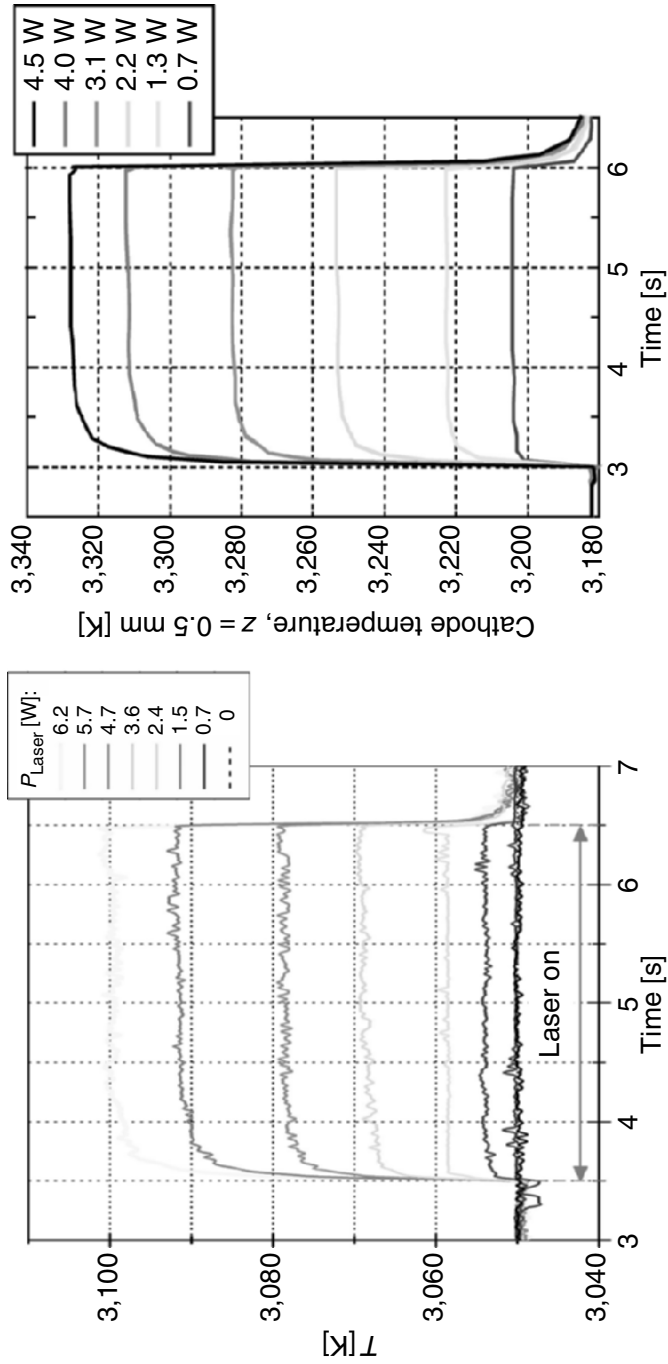 T [K]
3,100
3,080
3,060
3,040
3
4
5
6
7
Time [s]
Laser on
P_Laser [W]:
6.2
5.7
4.7
3.6
2.4
1.5
0.7
0
Cathode temperature, z = 0.5 mm [K]
3,340
3,320
3,300
3,280
3,260
3,240
3,220
3,200
3,180
3
4
5
6
Time [s]
4.5 W
4.0 W
3.1 W
2.2 W
1.3 W
0.7 W